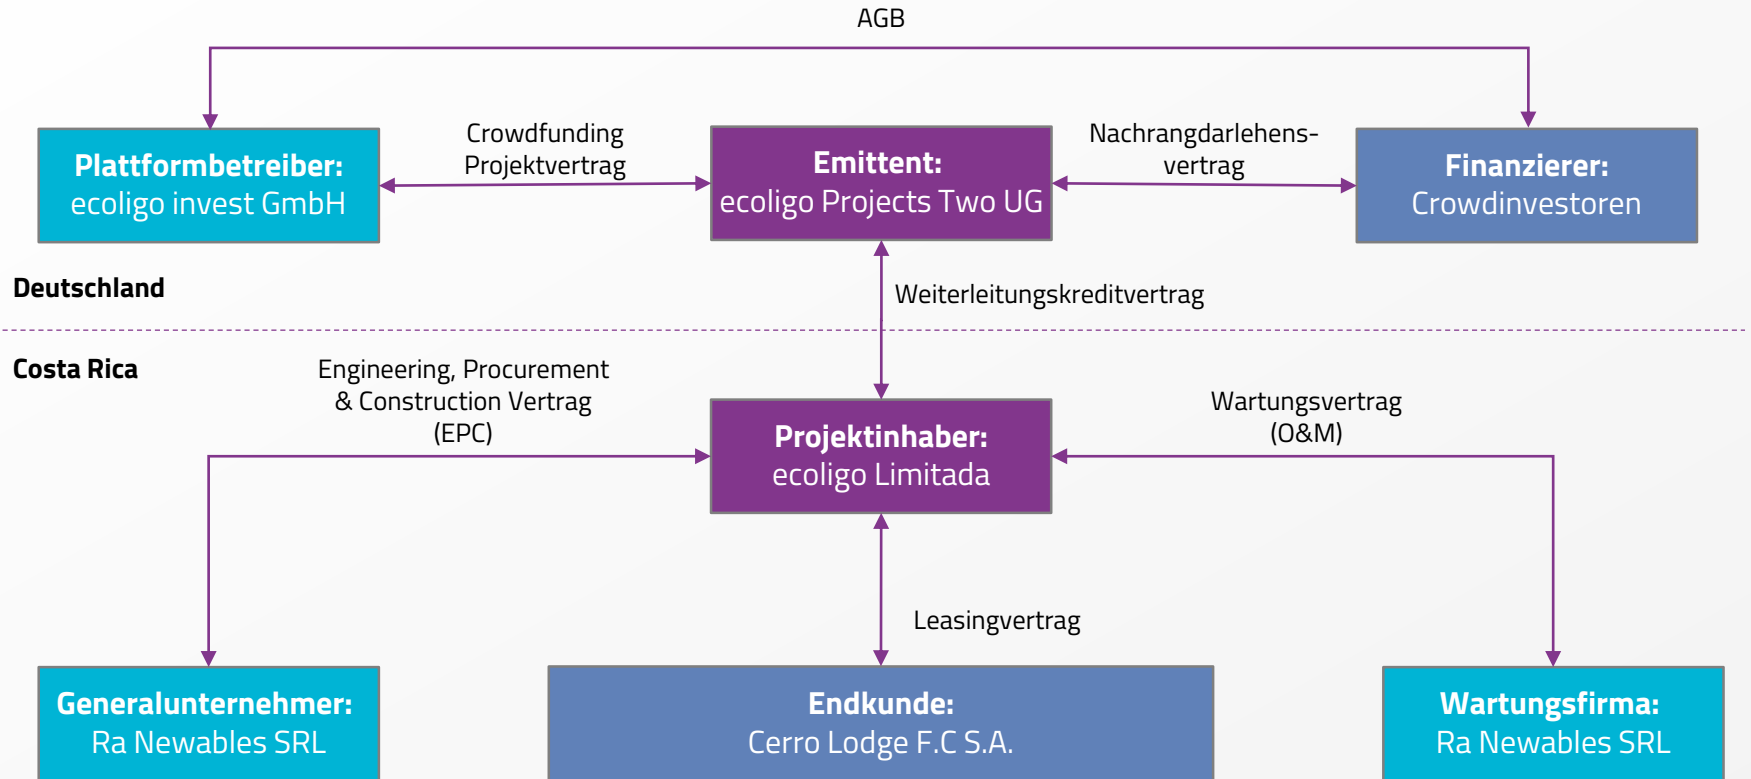 AGB
Plattformbetreiber:
ecoligo invest GmbH
Crowdfunding
Projektvertrag
Emittent:
ecoligo Projects Two UG
Nachrangdarlehens-
vertrag
Finanzierer:
Crowdinvestoren
Deutschland
Weiterleitungskreditvertrag
Costa Rica
Engineering, Procurement
& Construction Vertrag
(EPC)
Projektinhaber:
ecoligo Limitada
Wartungsvertrag
(O&M)
Leasingvertrag
Generalunternehmer:
Ra Newables SRL
Endkunde:
Cerro Lodge F.C S.A.
Wartungsfirma:
Ra Newables SRL